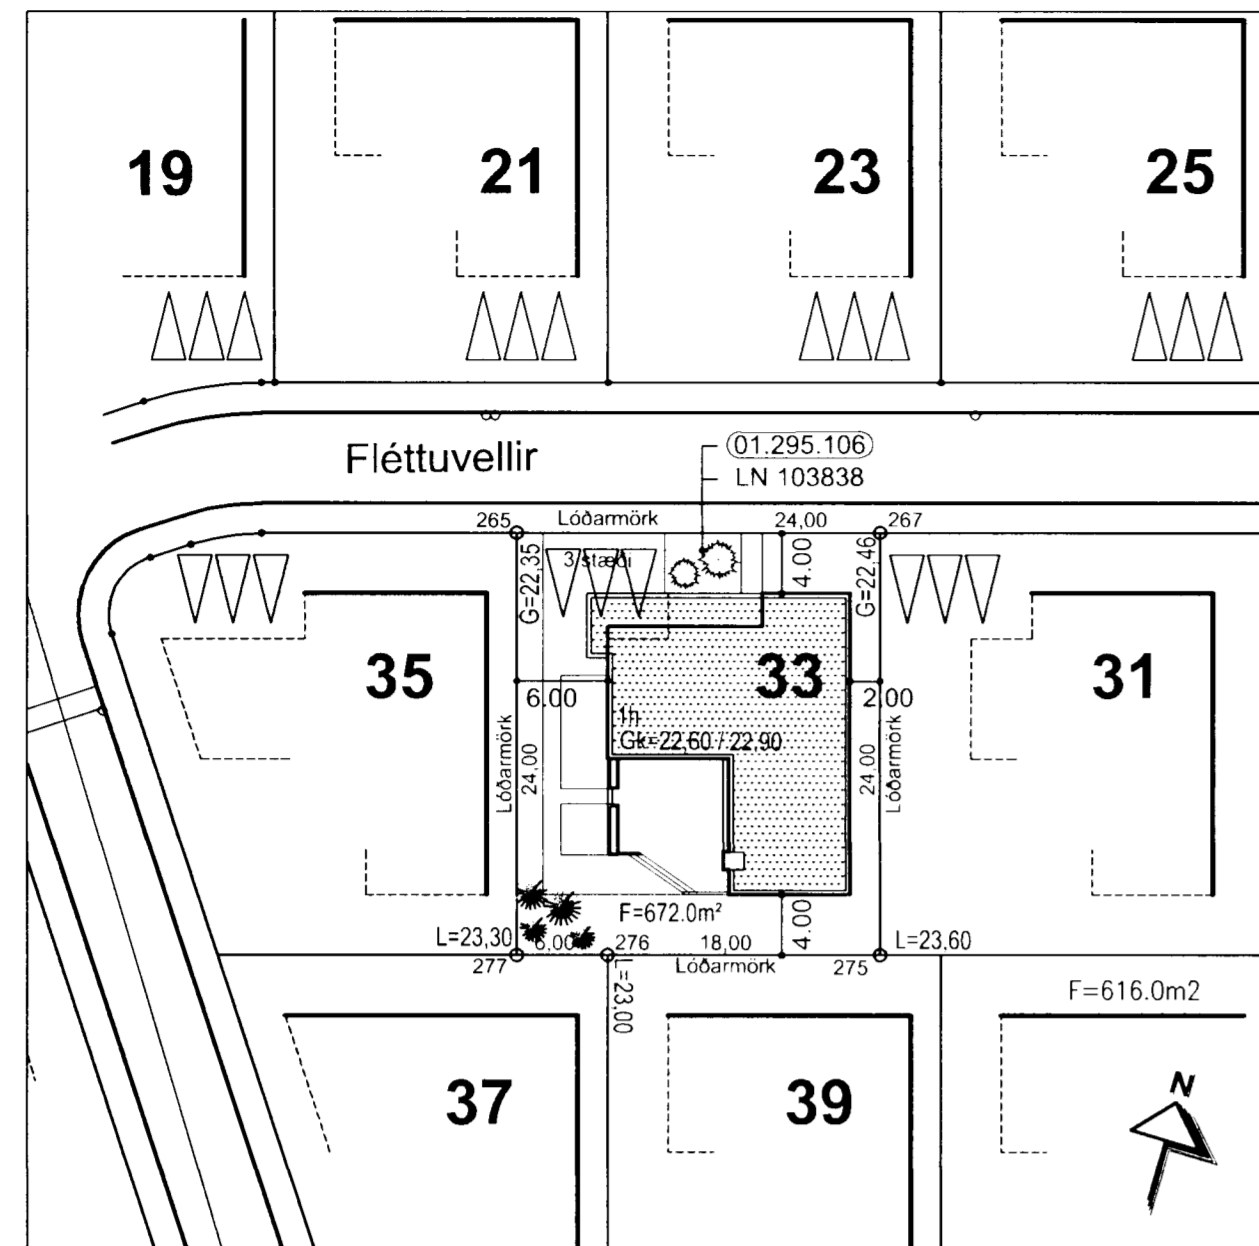 19
21
23
25
Fléttuvellir
01.295.106
LN 103838
265
Lóðarmörk
24,00
267
G=22,35
3 stæði
4.00
G=22,46
35
33
31
6.00
2.00
1h
Gk=22,60 / 22,90
Lóðarmörk
24,00
24,00
Lóðarmörk
F=672.0m²
4.00
L=23,30
6,00
276
18,00
L=23.60
277
Lóðarmörk
275
L=23,00
F=616.0m2
37
39
N